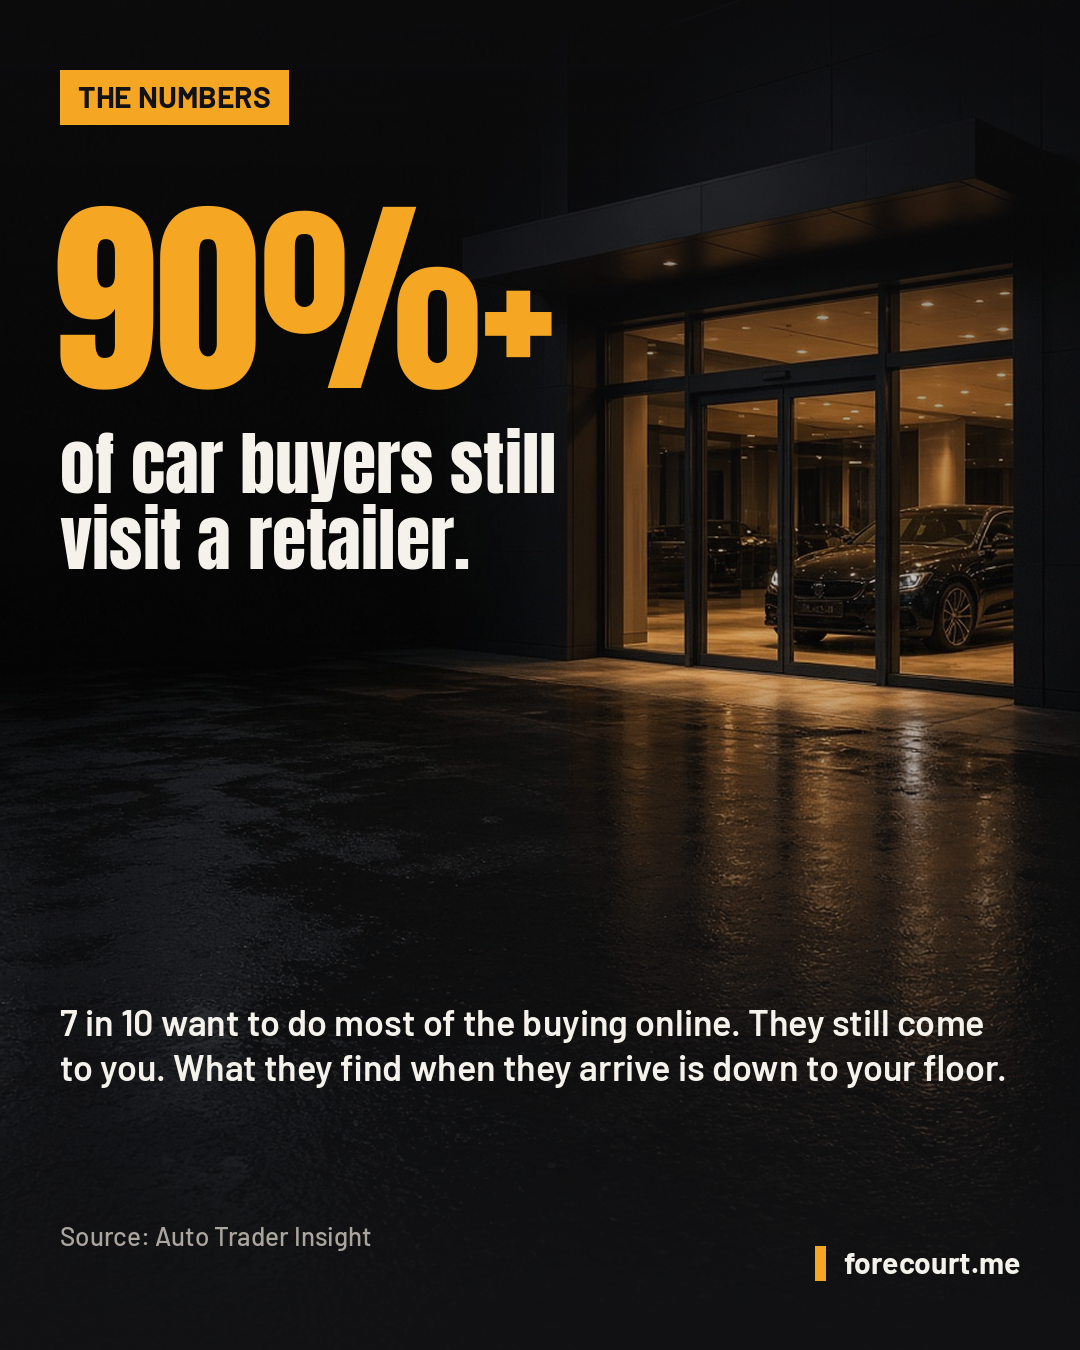 THE NUMBERS
90%+
of car buyers still
visit a retailer.
7 in 10 want to do most of the buying online. They still come
to you. What they find when they arrive is down to your floor.
Source: Auto Trader Insight
forecourt.me